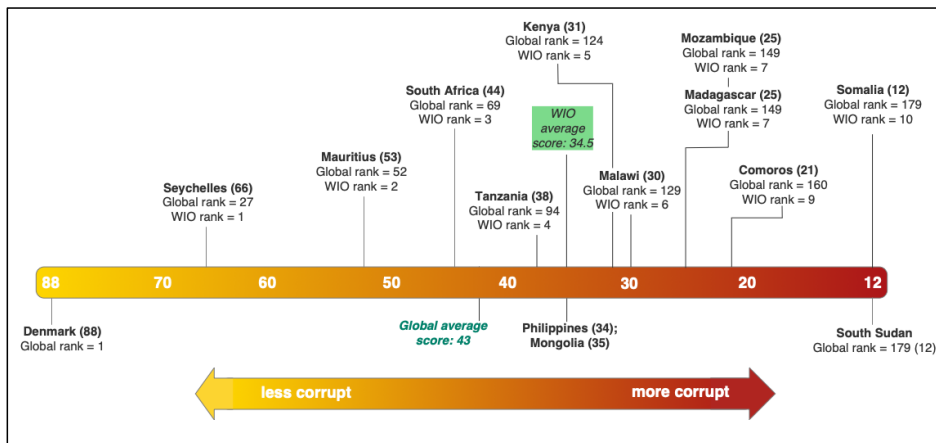 Kenya (31)
Global rank = 124
WIO rank = 5
Mozambique (25)
Global rank = 149
WIO rank = 7
South Africa (44)
Global rank = 69
WIO rank = 3
WIO
average
score: 34.5
Madagascar (25)
Global rank = 149
WIO rank = 7
Somalia (12)
Global rank = 179
WIO rank = 10
Mauritius (53)
Global rank = 52
WIO rank = 2
Seychelles (66)
Global rank = 27
WIO rank = 1
Tanzania (38)
Global rank = 94
WIO rank = 4
Malawi (30)
Global rank = 129
WIO rank = 6
Comoros (21)
Global rank = 160
WIO rank = 9
88 70 60 50 40 30 20 12
Denmark (88)
Global rank = 1
Global average
score: 43
Philippines (34);
Mongolia (35)
South Sudan
Global rank = 179 (12)
less corrupt more corrupt